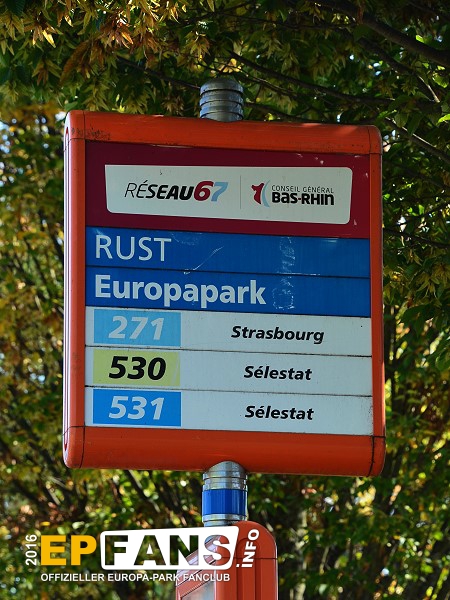 RÉSEAU67
CONSEIL GÉNÉRAL
BAS-RHIN
RUST
Europapark
271 Strasbourg
530 Sélestat
531 Sélestat
2016 EPFANS.INFO
OFFIZIELLER EUROPA-PARK FANCLUB